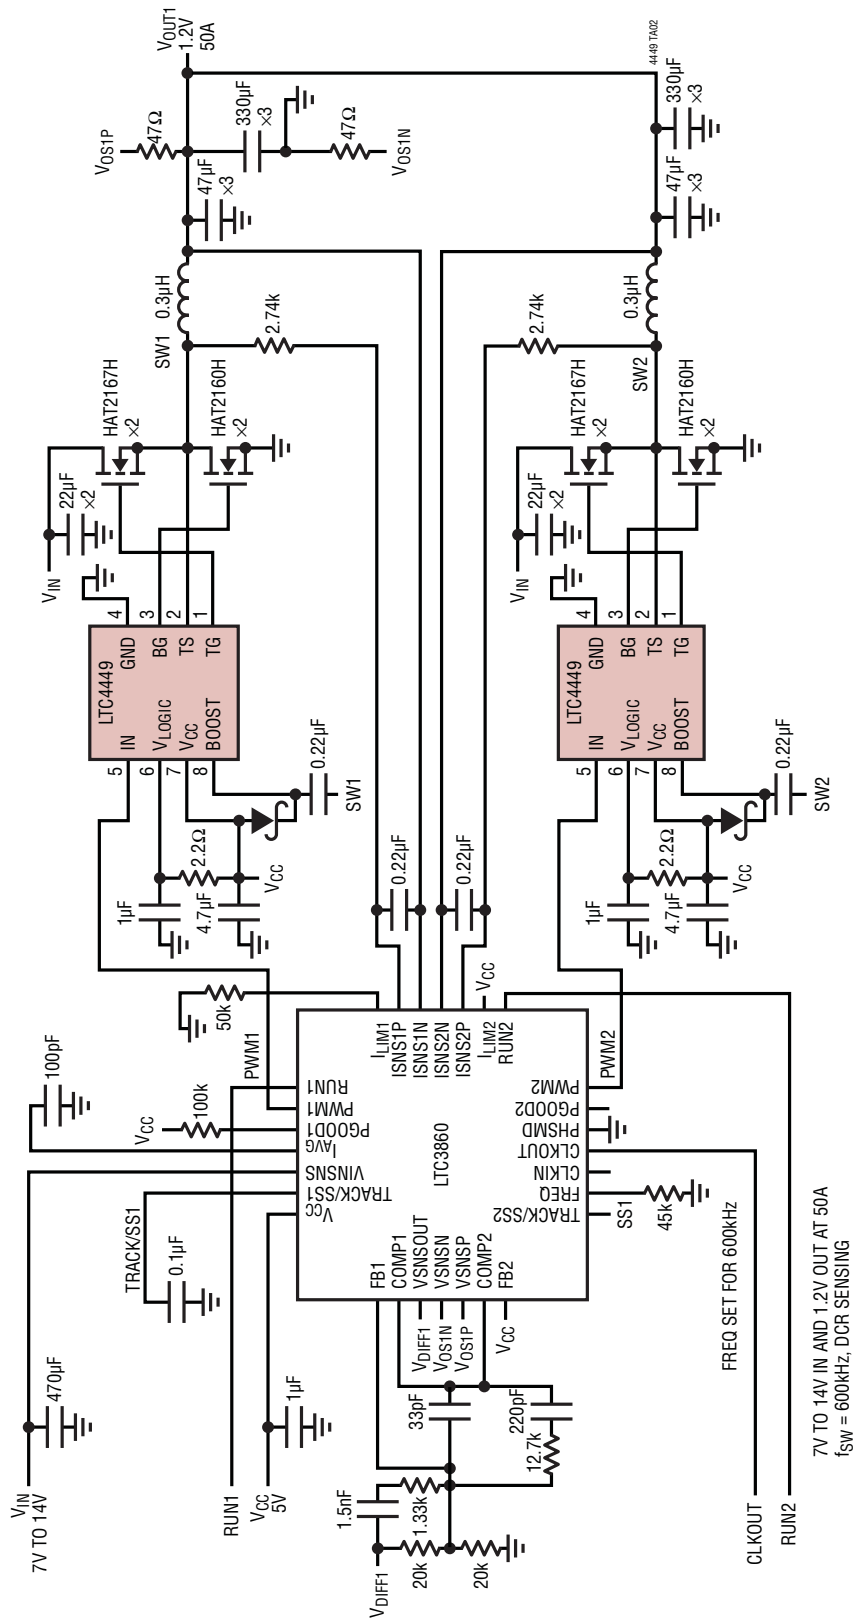 VIN
7V TO 14V
470µF
RUN1
VCC
5V
1µF
TRACK/SS1
0.1µF
100pF
VCC
100k
50k
PWM1
VCC
TRACK/SS1
VINSNS
IAVG
PGOOD1
PWM1
RUN1
LTC3860
FB1
COMP1
VSNSOUT
VSNSN
VSNSP
COMP2
FB2
VDIFF1
VOS1N
VOS1P
VCC
ILIM1
ISNS1P
ISNS1N
ISNS2N
ISNS2P
ILIM2
RUN2
VCC
TRACK/SS2
FREQ
CLKIN
CLKOUT
PHSMD
PGOOD2
PWM2
PWM2
SS1
45k
FREQ SET FOR 600kHz
VDIFF1
1.5nF
1.33k
20k
20k
33pF
220pF
12.7k
CLKOUT
RUN2
0.22µF
0.22µF
1µF
2.2Ω
4.7µF
VCC
0.22µF
SW1
LTC4449
5 IN
6 VLOGIC
7 VCC
8 BOOST
GND 4
BG 3
TS 2
TG 1
VIN
22µF
×2
HAT2167H
×2
HAT2160H
×2
SW1
0.3µH
2.74k
47µF
×3
VOS1P
47Ω
330µF
×3
47Ω
VOS1N
VOUT1
1.2V
50A
1µF
2.2Ω
4.7µF
VCC
0.22µF
SW2
LTC4449
5 IN
6 VLOGIC
7 VCC
8 BOOST
GND 4
BG 3
TS 2
TG 1
VIN
22µF
×2
HAT2167H
×2
HAT2160H
×2
SW2
0.3µH
2.74k
47µF
×3
330µF
×3
4449 TA02
7V TO 14V IN AND 1.2V OUT AT 50A
fSW = 600kHz, DCR SENSING